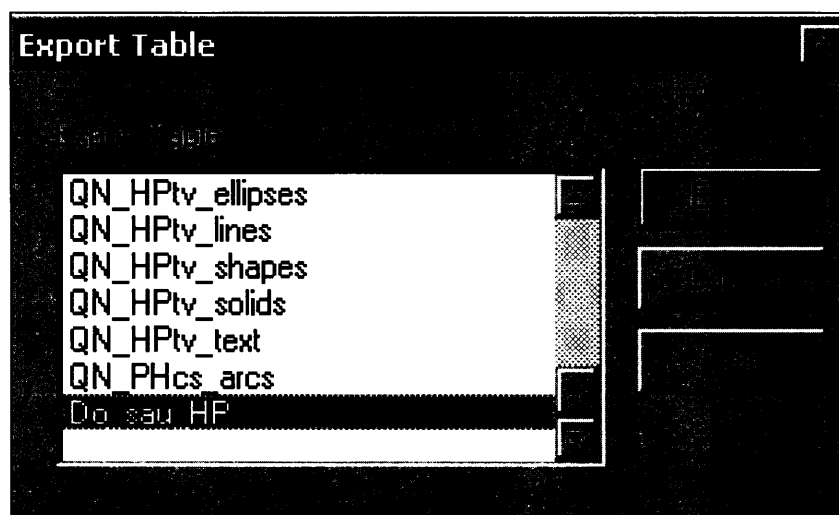 Export Table
QN_HPtv_ellipses
QN_HPtv_lines
QN_HPtv_shapes
QN_HPtv_solids
QN_HPtv_text
QN_PHcs_arcs
Do sau HP